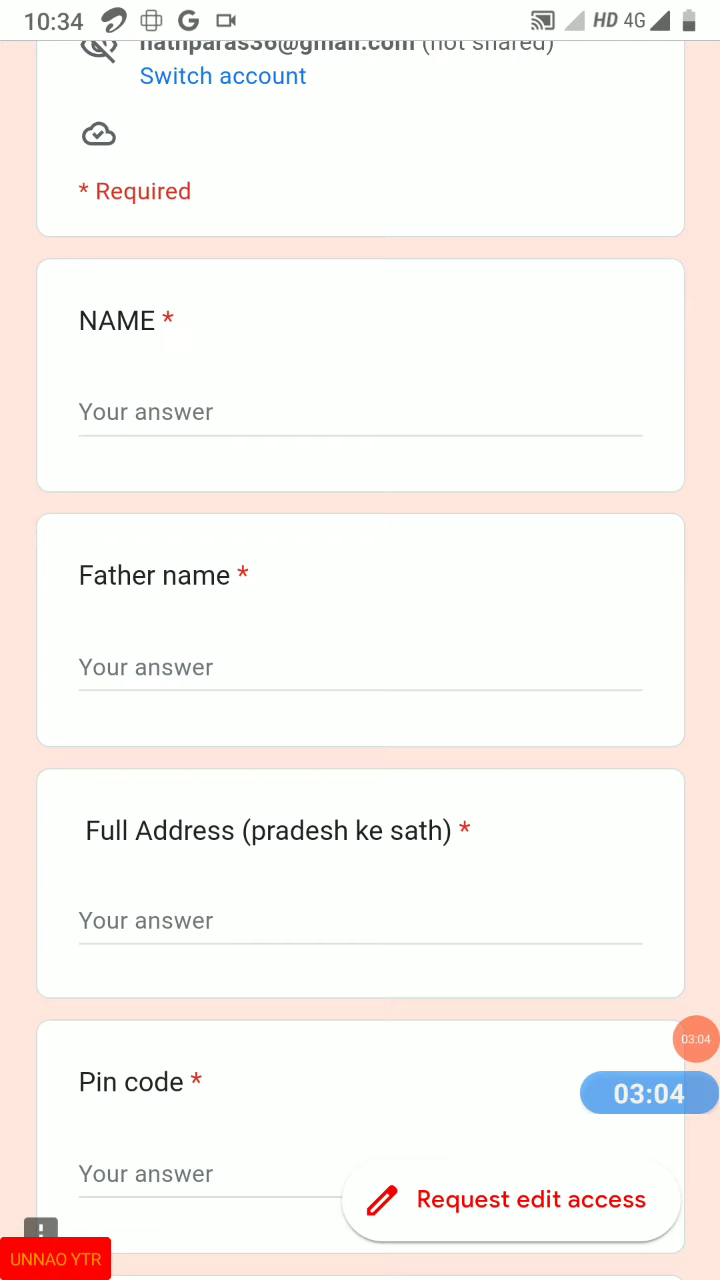 10:34 HD 4G
(not shared)
Switch account
* Required
NAME *
Your answer
Father name *
Your answer
Full Address (pradesh ke sath) *
Your answer
03:04
Pin code *
03:04
Your answer
Request edit access
UNNAO YTR